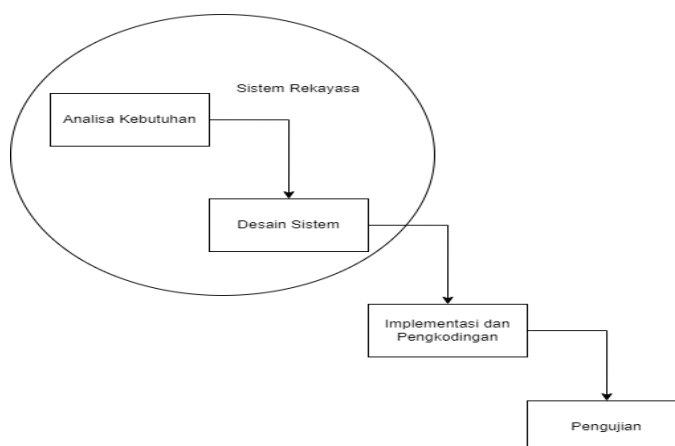 Sistem Rekayasa
Analisa Kebutuhan
Desain Sistem
Implementasi dan
Pengkodingan
Pengujian